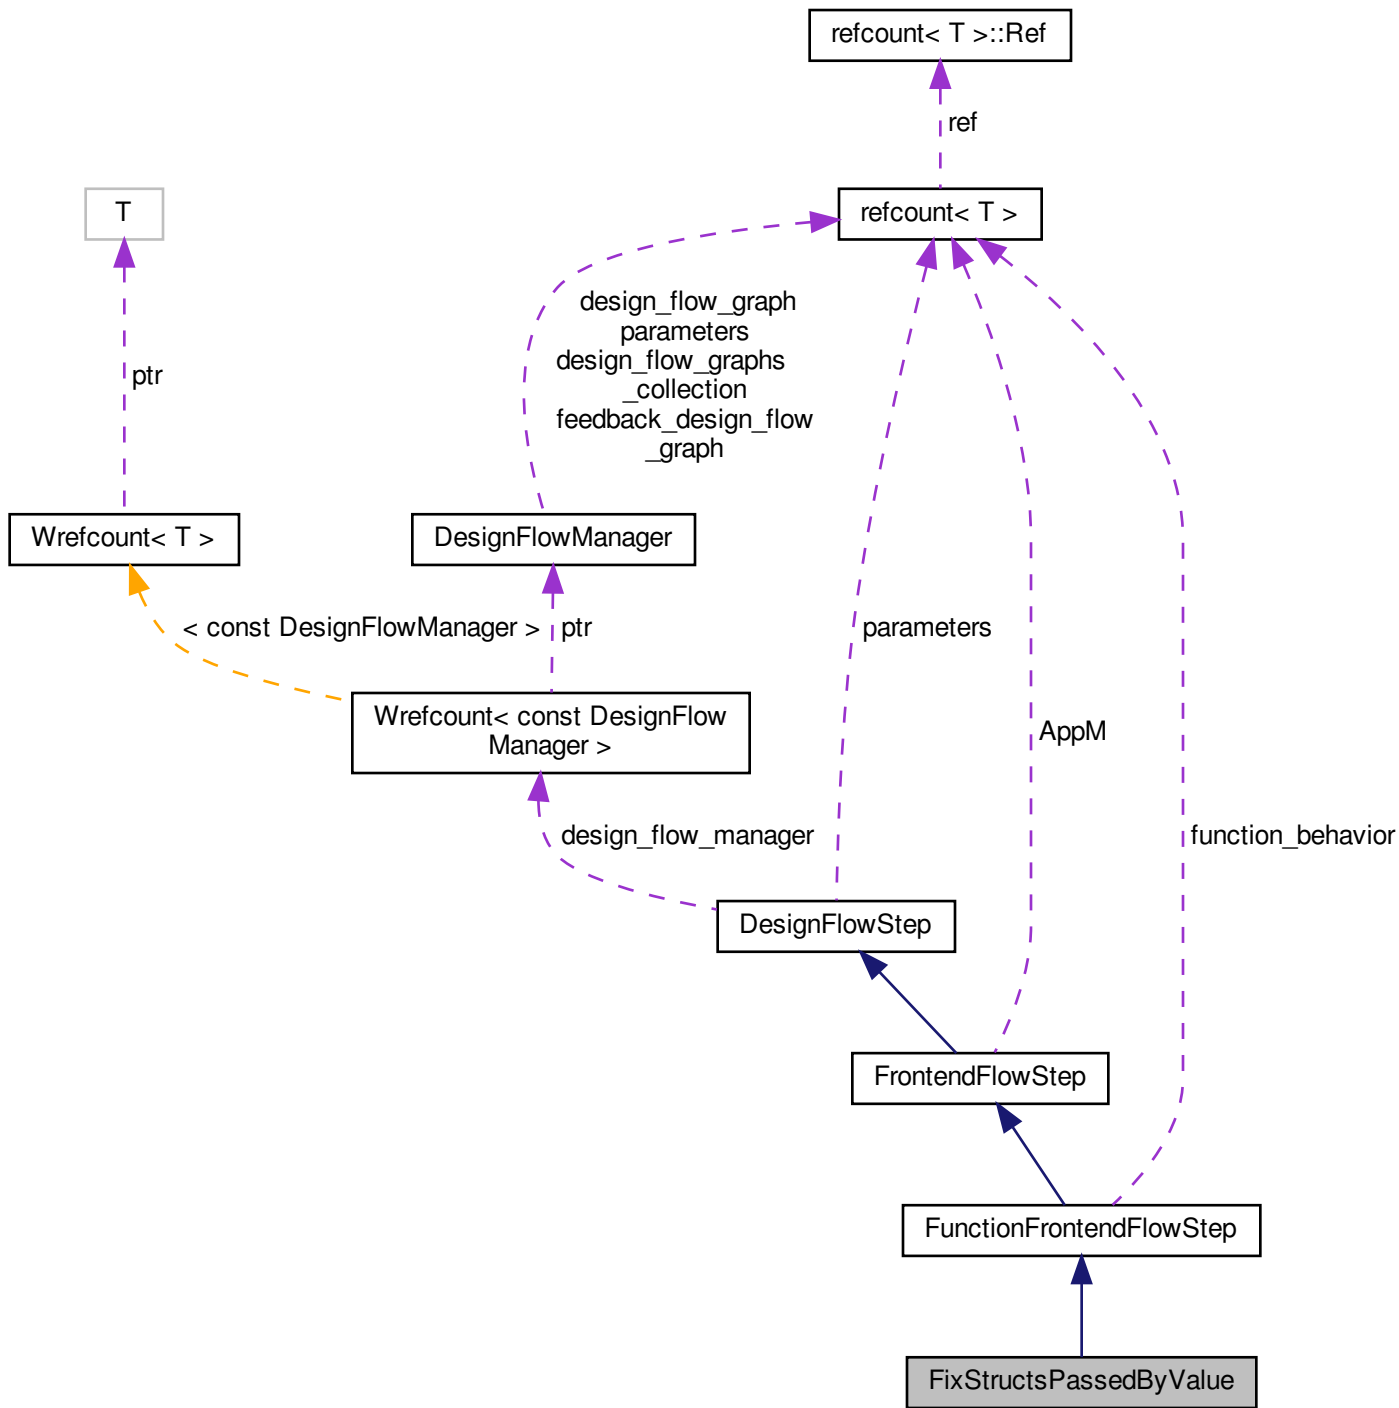 refcount< T >::Ref
ref
T
refcount< T >
design_flow_graph
parameters
design_flow_graphs
_collection
feedback_design_flow
_graph
ptr
Wrefcount< T >
DesignFlowManager
< const DesignFlowManager >
ptr
parameters
Wrefcount< const DesignFlow
Manager >
AppM
design_flow_manager
function_behavior
DesignFlowStep
FrontendFlowStep
FunctionFrontendFlowStep
FixStructsPassedByValue